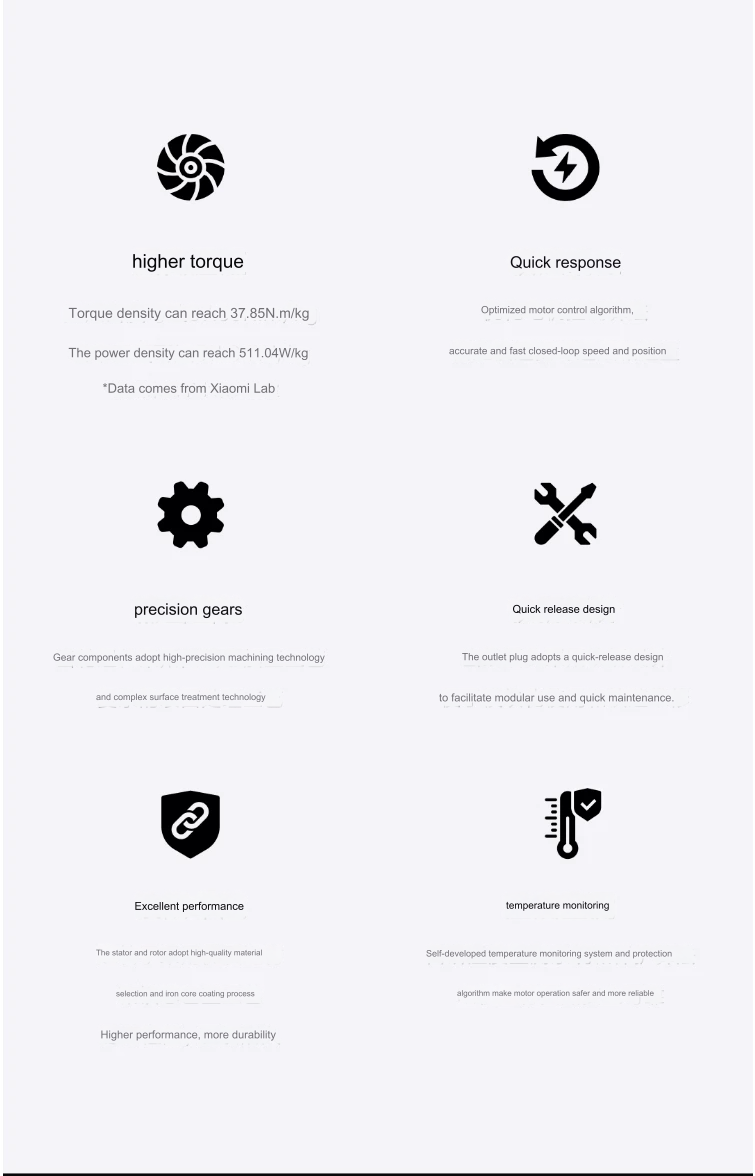 higher torque
Torque density can reach 37.85N.m/kg
The power density can reach 511.04W/kg
*Data comes from Xiaomi Lab
Quick response
Optimized motor control algorithm,
accurate and fast closed-loop speed and position
precision gears
Gear components adopt high-precision machining technology
and complex surface treatment technology
Quick release design
The outlet plug adopts a quick-release design
to facilitate modular use and quick maintenance.
Excellent performance
The stator and rotor adopt high-quality material
selection and iron core coating process
Higher performance, more durability
temperature monitoring
Self-developed temperature monitoring system and protection
algorithm make motor operation safer and more reliable